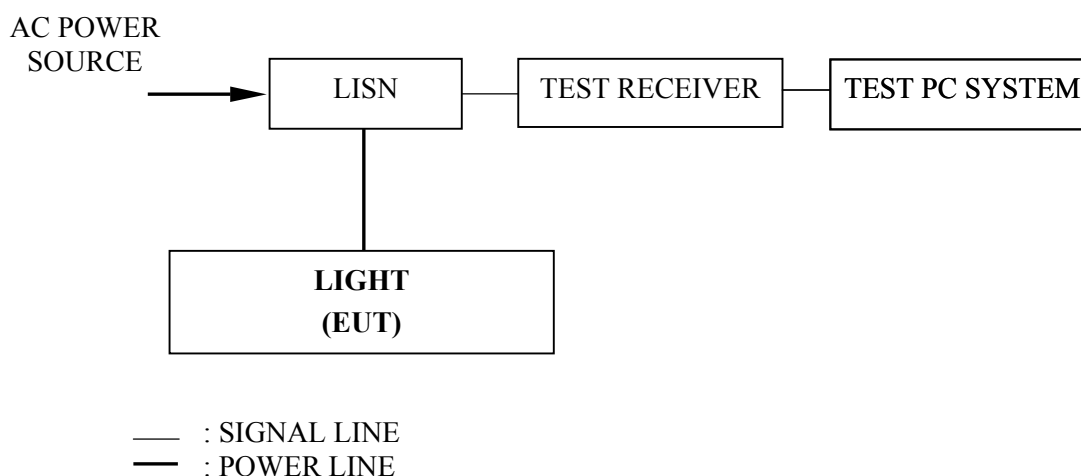 AC POWER
SOURCE
LISN
TEST RECEIVER
TEST PC SYSTEM
LIGHT
(EUT)
: SIGNAL LINE
: POWER LINE